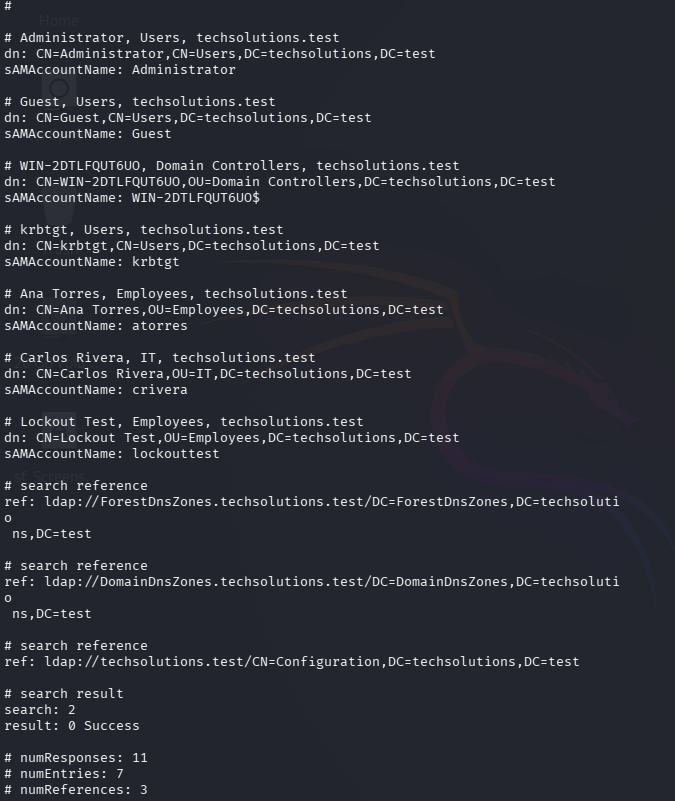 Home
#
# Administrator, Users, techsolutions.test
dn: CN=Administrator,CN=Users,DC=techsolutions,DC=test
sAMAccountName: Administrator
# Guest, Users, techsolutions.test
dn: CN=Guest,CN=Users,DC=techsolutions,DC=test
sAMAccountName: Guest
# WIN-2DTLFQUT6UO, Domain Controllers, techsolutions.test
dn: CN=WIN-2DTLFQUT6UO,OU=Domain Controllers,DC=techsolutions,DC=test
sAMAccountName: WIN-2DTLFQUT6UO$
# krbtgt, Users, techsolutions.test
dn: CN=krbtgt,CN=Users,DC=techsolutions,DC=test
sAMAccountName: krbtgt
# Ana Torres, Employees, techsolutions.test
dn: CN=Ana Torres,OU=Employees,DC=techsolutions,DC=test
sAMAccountName: atorres
# Carlos Rivera, IT, techsolutions.test
dn: CN=Carlos Rivera,OU=IT,DC=techsolutions,DC=test
sAMAccountName: crivera
# Lockout Test, Employees, techsolutions.test
dn: CN=Lockout Test,OU=Employees,DC=techsolutions,DC=test
sAMAccountName: lockouttest
# search reference
ref: ldap://ForestDnsZones.techsolutions.test/DC=ForestDnsZones,DC=techsoluti
o
 ns,DC=test
# search reference
ref: ldap://DomainDnsZones.techsolutions.test/DC=DomainDnsZones,DC=techsoluti
o
 ns,DC=test
# search reference
ref: ldap://techsolutions.test/CN=Configuration,DC=techsolutions,DC=test
# search result
search: 2
result: 0 Success
# numResponses: 11
# numEntries: 7
# numReferences: 3